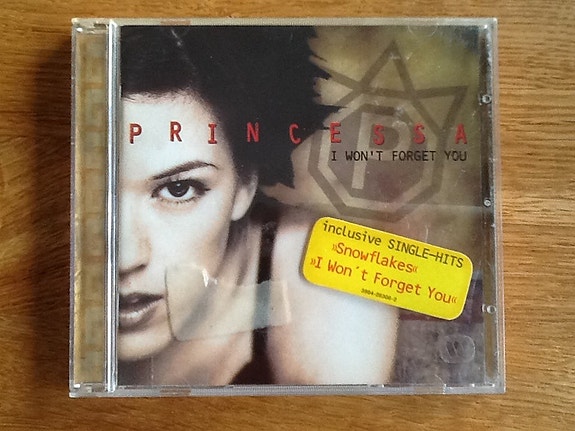 PRINCESSA
I WON'T FORGET YOU
P
inclusive SINGLE-HITS
»Snowflakes«
»I Won't Forget You«